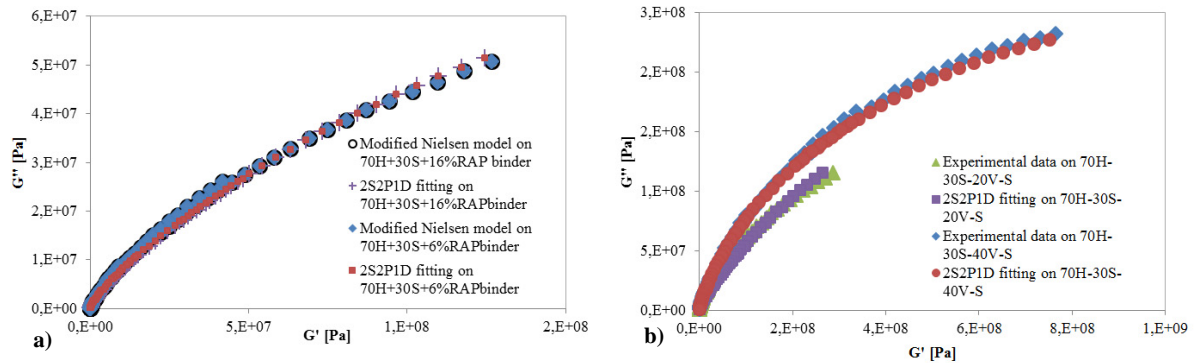 6,E+07
5,E+07
4,E+07
3,E+07
2,E+07
1,E+07
0,E+00
G'' [Pa]
Modified Nielsen model on
70H+30S+16%RAP binder
2S2P1D fitting on
70H+30S+16%RAPbinder
Modified Nielsen model on
70H+30S+6%RAPbinder
2S2P1D fitting on
70H+30S+6%RAPbinder
0,E+00 5,E+07 1,E+08 2,E+08
G' [Pa]
a)
3,E+08
2,E+08
2,E+08
1,E+08
5,E+07
0,E+00
G'' [Pa]
Experimental data on 70H-
30S-20V-S
2S2P1D fitting on 70H-30S-
20V-S
Experimental data on 70H-
30S-40V-S
2S2P1D fitting on 70H-30S-
40V-S
0,E+00 2,E+08 4,E+08 6,E+08 8,E+08 1,E+09
G' [Pa]
b)